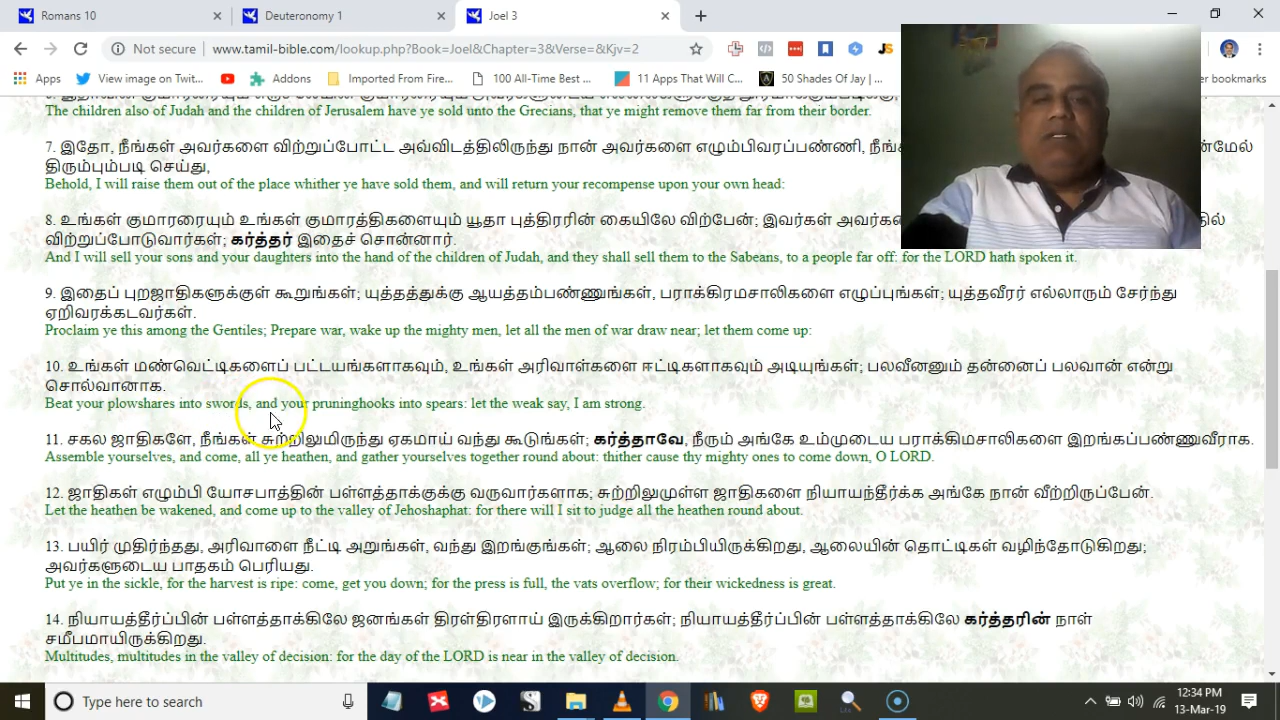 Romans 10
Deuteronomy 1
Joel 3
Not secure
www.tamil-bible.com/lookup.php?Book=Joel&Chapter=3&Verse=&Kjv=2
Apps
View image on Twit...
Addons
Imported From Fire...
100 All-Time Best ...
11 Apps That Will C...
50 Shades Of Jay |...
er bookmarks
The children also of Judah and the children of Jerusalem have ye sold unto the Grecians, that ye might remove them far from their border.
7. இதோ, நீங்கள் அவர்களை விற்றுப்போட்ட அவ்விடத்திலிருந்து நான் அவர்களை எழும்பிவரப்பண்ணி,
திரும்பும்படி செய்து,
Behold, I will raise them out of the place whither ye have sold them, and will return your recompense upon your own head:
8. உங்கள் குமாரரையும் உங்கள் குமாரத்திகளையும் யூதா புத்திரரின் கையிலே விற்பேன்; இவர்கள்
விற்றுப்போடுவார்கள்; கர்த்தர் இதைச் சொன்னார்.
And I will sell your sons and your daughters into the hand of the children of Judah, and they shall sell them to the Sabeans, to a people far off: for the LORD hath spoken it.
9. இதைப் புறஜாதிகளுக்குள் கூறுங்கள்; யுத்தத்துக்கு ஆயத்தம்பண்ணுங்கள், பராக்கிரமசாலிகளை எழுப்புங்கள்; யுத்தவீரர் எல்லாரும் சேர்ந்து
ஏறிவரக்கடவர்கள்.
Proclaim ye this among the Gentiles; Prepare war, wake up the mighty men, let all the men of war draw near; let them come up:
10. உங்கள் மண்வெட்டிகளைப் பட்டயங்களாகவும், உங்கள் அரிவாள்களை ஈட்டிகளாகவும் அடியுங்கள்; பலவீனனும் தன்னைப் பலவான் என்று
சொல்வானாக.
Beat your plowshares into swords, and your pruninghooks into spears: let the weak say, I am strong.
11. சகல ஜாதிகளே, நீங்கள் சுற்றிலுமிருந்து ஏகமாய் வந்து கூடுங்கள்; கர்த்தாவே, நீரும் அங்கே உம்முடைய பராக்கிமசாலிகளை இறங்கப்பண்ணுவீராக.
Assemble yourselves, and come, all ye heathen, and gather yourselves together round about: thither cause thy mighty ones to come down, O LORD.
12. ஜாதிகள் எழும்பி யோசபாத்தின் பள்ளத்தாக்குக்கு வருவார்களாக; சுற்றிலுமுள்ள ஜாதிகளை நியாயந்தீர்க்க அங்கே நான் வீற்றிருப்பேன்.
Let the heathen be wakened, and come up to the valley of Jehoshaphat: for there will I sit to judge all the heathen round about.
13. பயிர் முதிர்ந்தது, அரிவாளை நீட்டி அறுங்கள், வந்து இறங்குங்கள்; ஆலை நிரம்பியிருக்கிறது, ஆலையின் தொட்டிகள் வழிந்தோடுகிறது;
அவர்களுடைய பாதகம் பெரியது.
Put ye in the sickle, for the harvest is ripe: come, get you down; for the press is full, the vats overflow; for their wickedness is great.
14. நியாயத்தீர்ப்பின் பள்ளத்தாக்கிலே ஜனங்கள் திரள்திரளாய் இருக்கிறார்கள்; நியாயத்தீர்ப்பின் பள்ளத்தாக்கிலே கர்த்தரின் நாள்
சமீபமாயிருக்கிறது.
Multitudes, multitudes in the valley of decision: for the day of the LORD is near in the valley of decision.
Type here to search
12:34 PM
13-Mar-19